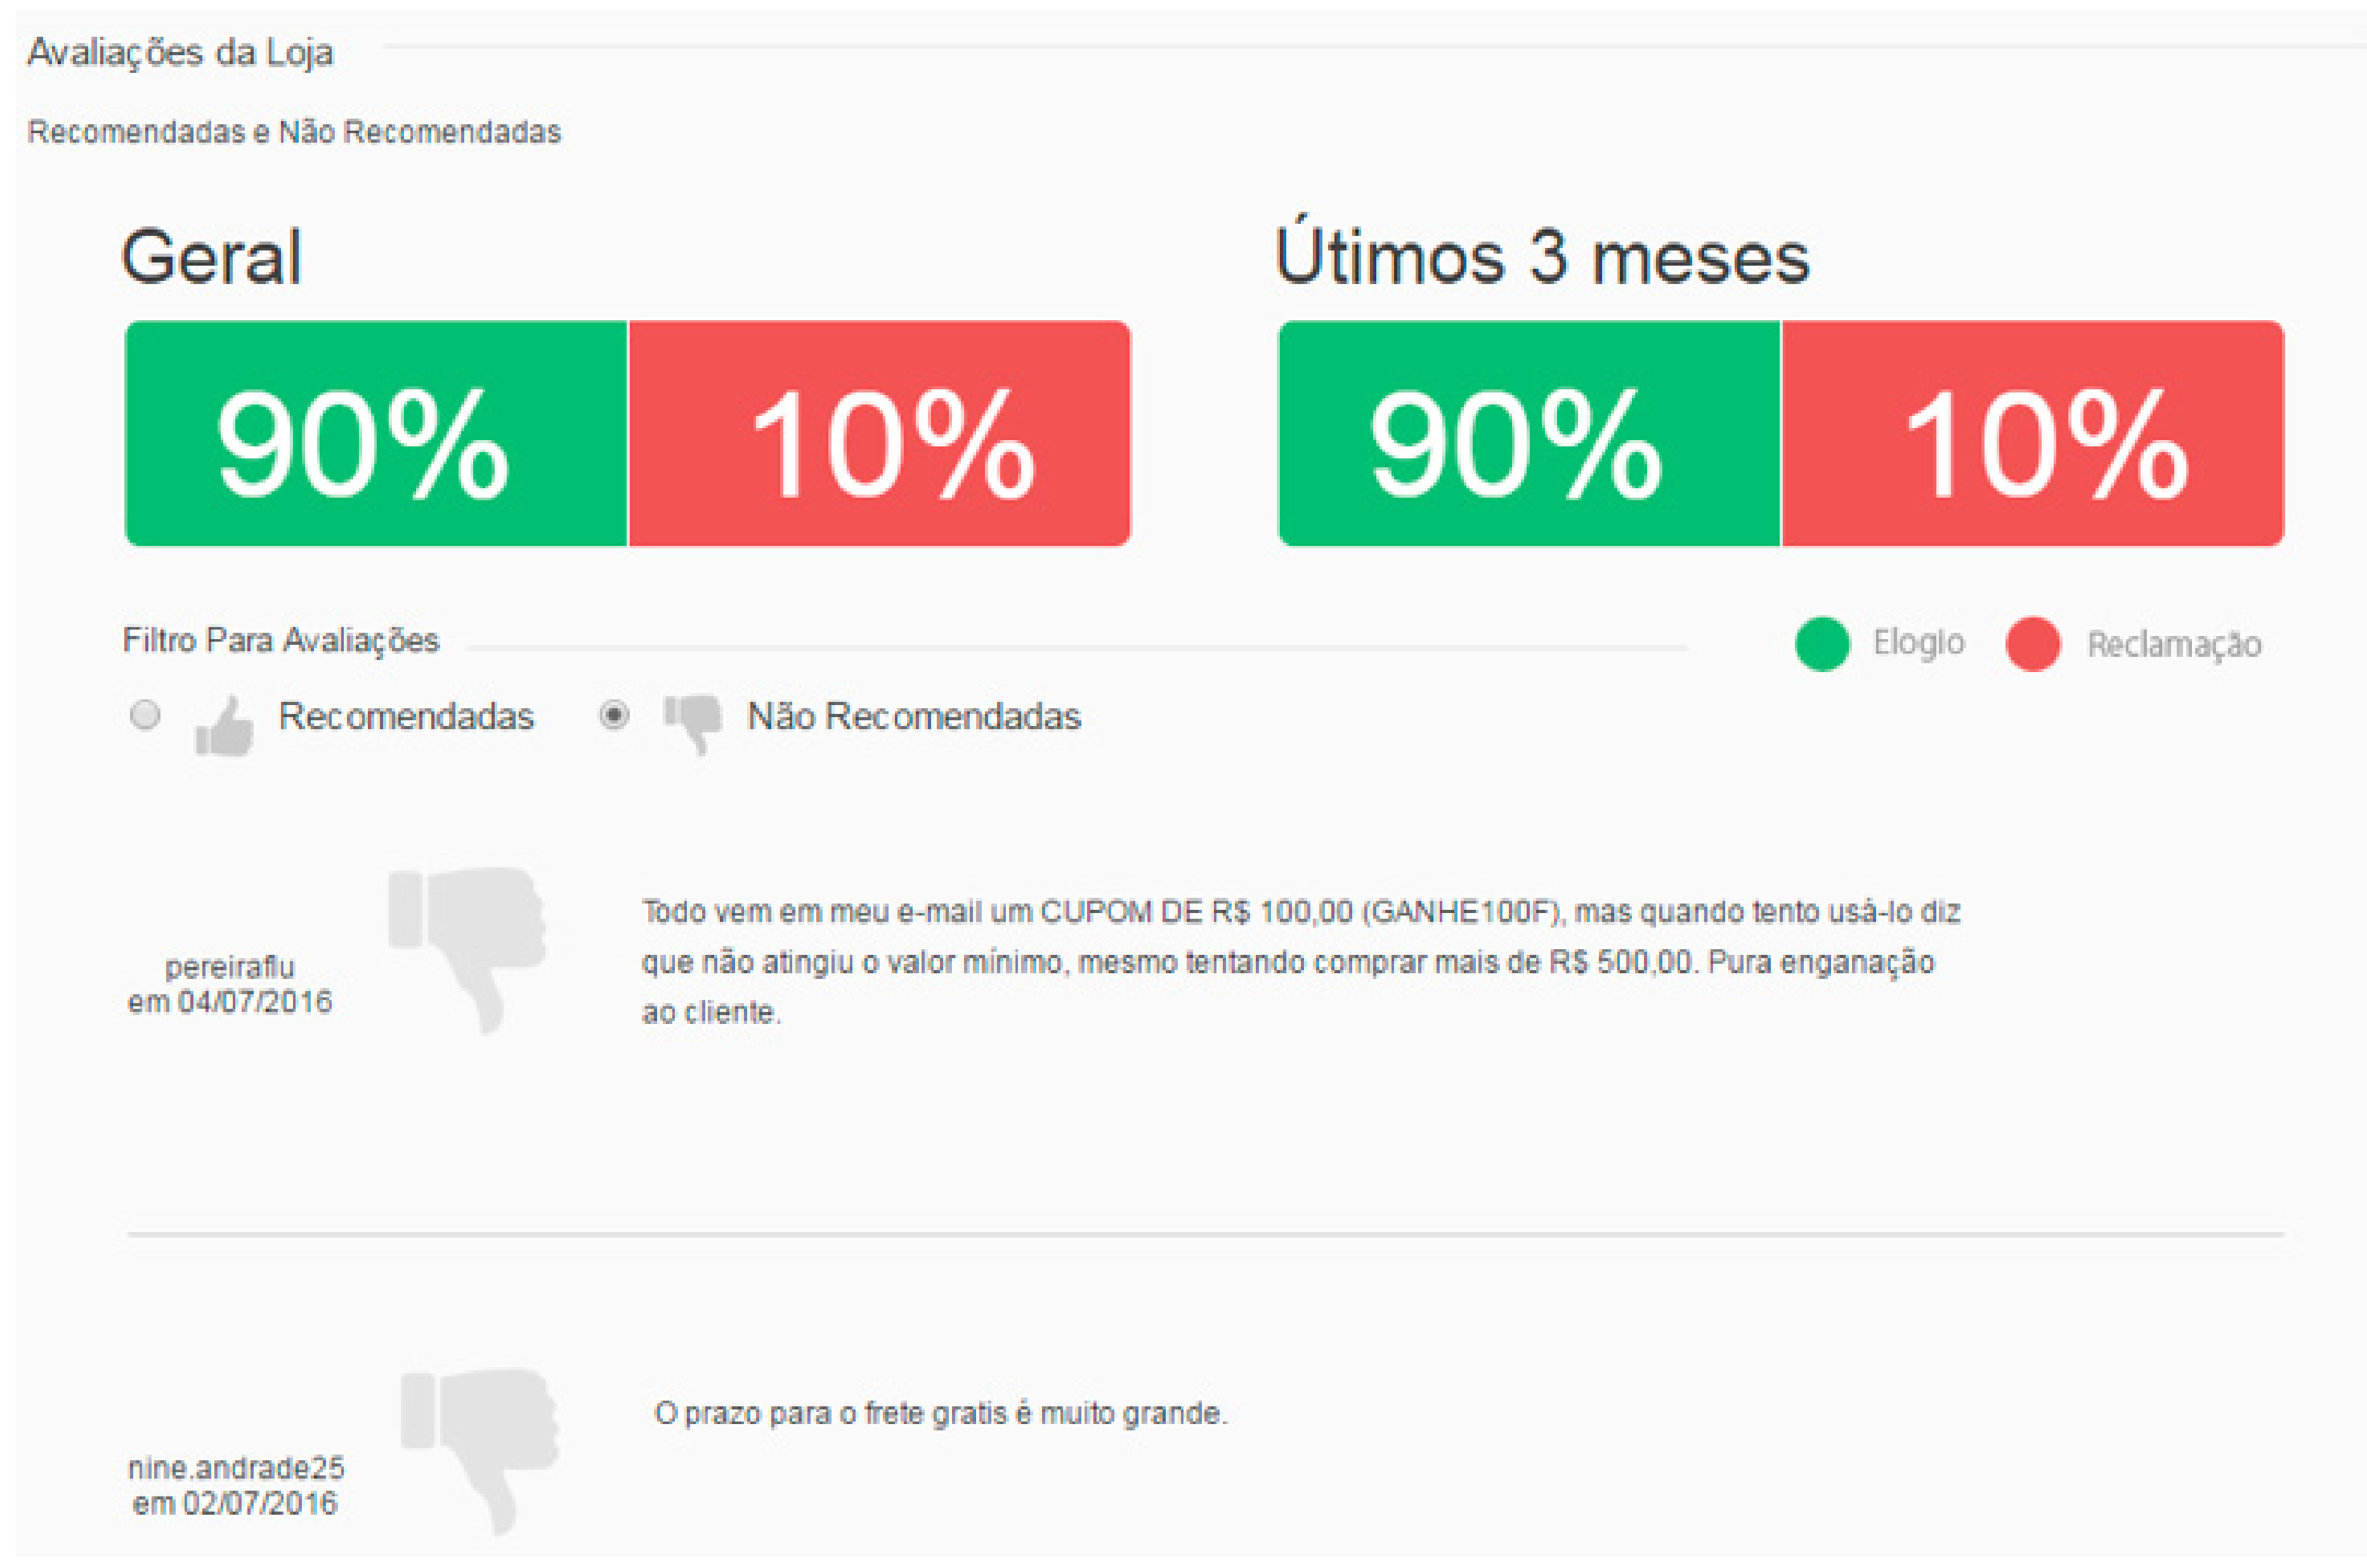 Avaliações da Loja
Recomendadas e Não Recomendadas
Geral
90% 10%
Útimos 3 meses
90% 10%
Filtro Para Avaliações
Elogio Reclamação
Recomendadas Não Recomendadas
pereiraflu
em 04/07/2016
Todo vem em meu e-mail um CUPOM DE R$ 100,00 (GANHE100F), mas quando tento usá-lo diz
que não atingiu o valor mínimo, mesmo tentando comprar mais de R$ 500,00. Pura enganação
ao cliente.
nine.andrade25
em 02/07/2016
O prazo para o frete gratis é muito grande.